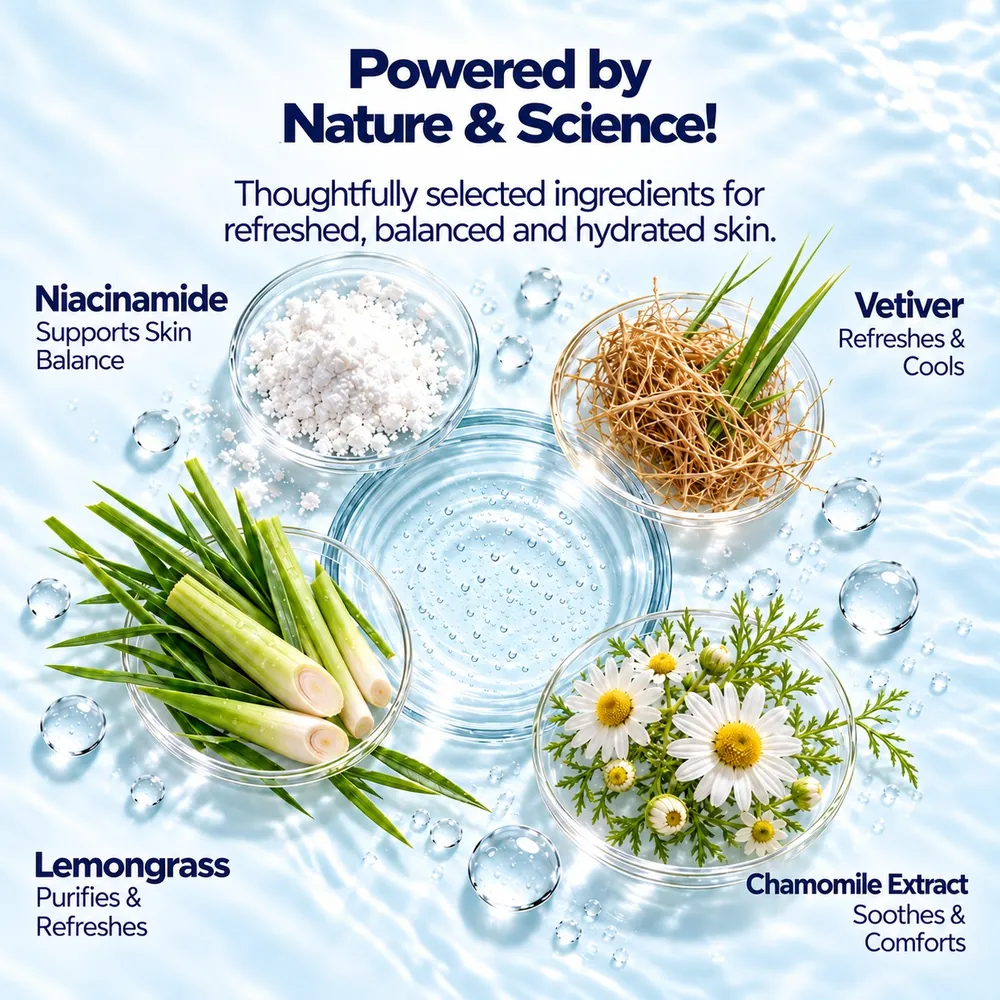 Powered by
Nature & Science!
Thoughtfully selected ingredients for
refreshed, balanced and hydrated skin.
Niacinamide
Supports Skin
Balance
Vetiver
Refreshes &
Cools
Lemongrass
Purifies &
Refreshes
Chamomile Extract
Soothes &
Comforts